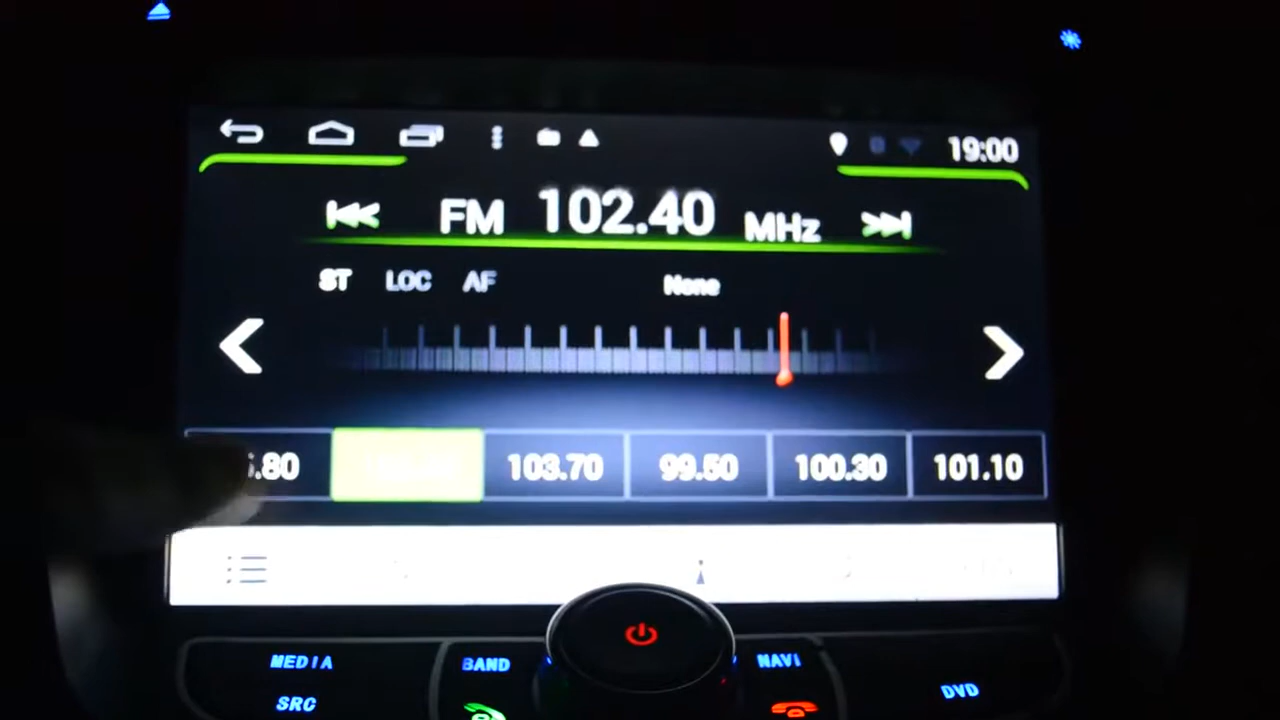 19:00
FM 102.40 MHz
ST LOC AF None
.80 103.70 99.50 100.30 101.10
MEDIA BAND NAVI
SRC DVD